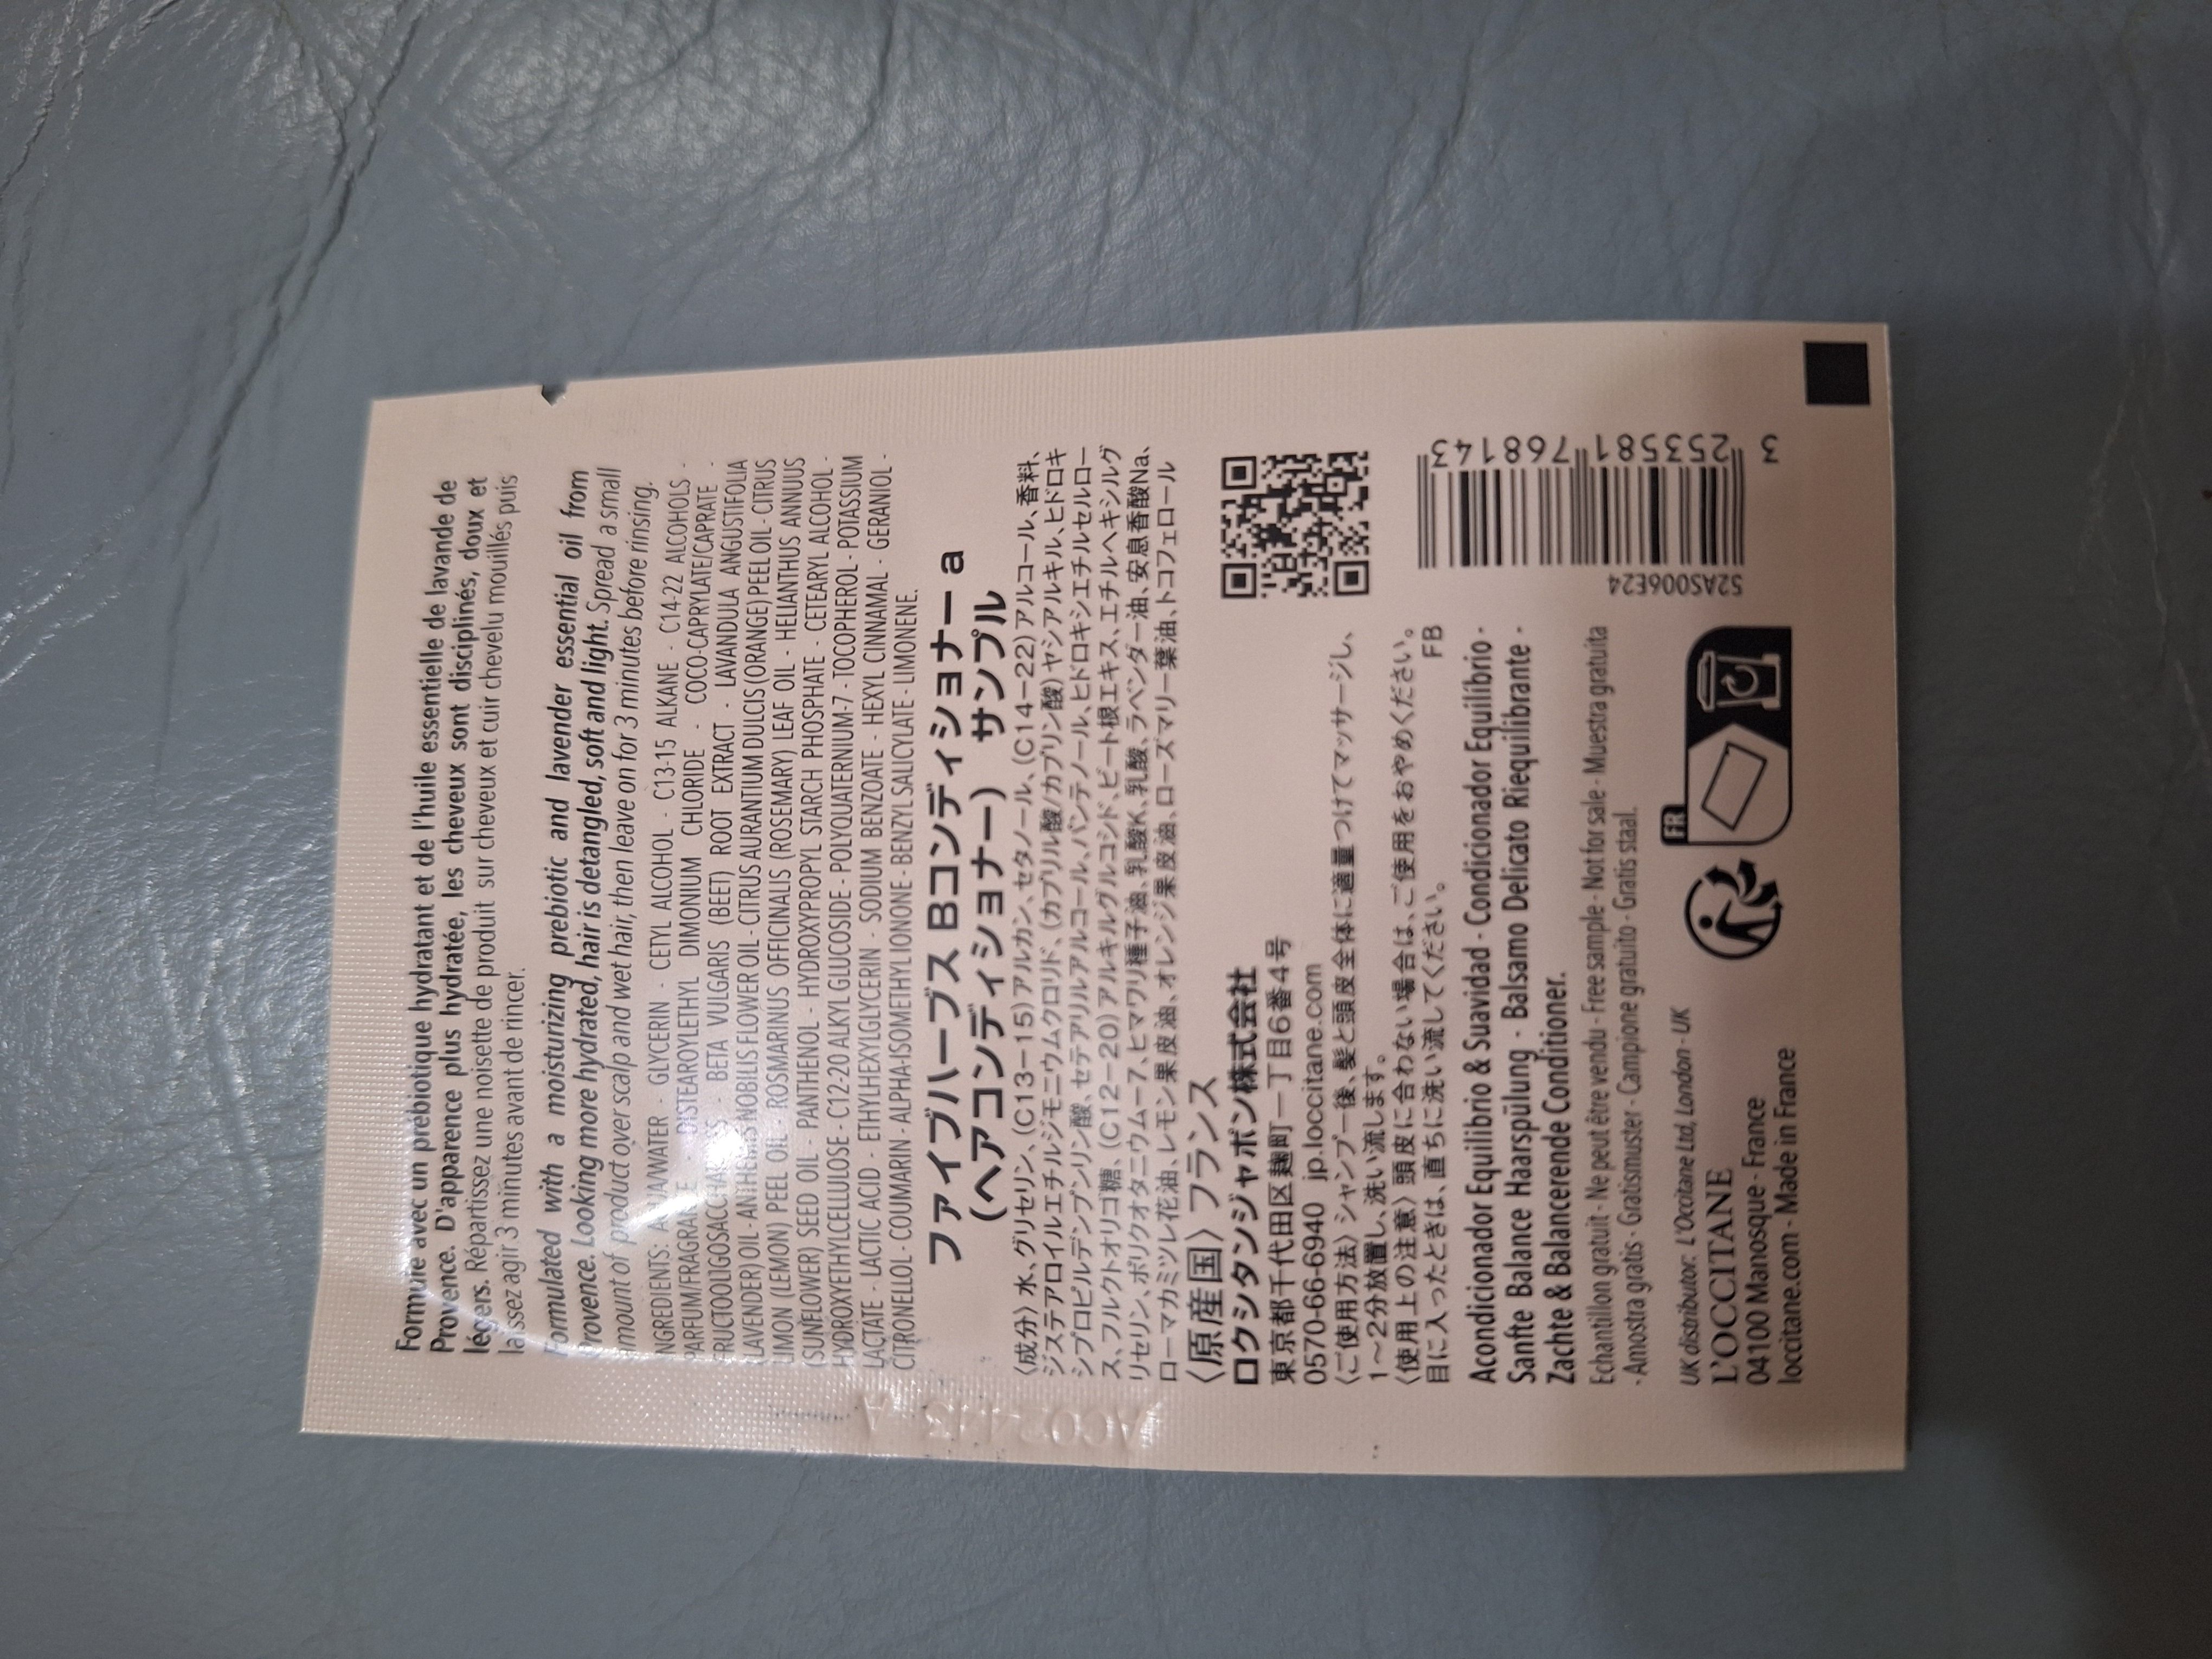 Formulé avec un prébiotique hydratant et de l'huile essentielle de lavande de
Provence. D'apparence plus hydratée, les cheveux sont disciplinés, doux et
légers. Répartissez une noisette de produit sur cheveux et cuir chevelu mouillés puis
laissez agir 3 minutes avant de rincer.
Formulated with a moisturizing prebiotic and lavender essential oil from
Provence. Looking more hydrated, hair is detangled, soft and light. Spread a small
amount of product over scalp and wet hair, then leave on for 3 minutes before rinsing.
INGREDIENTS: AQUA/WATER - GLYCERIN - CETYL ALCOHOL - C13-15 ALKANE - C14-22 ALCOHOLS -
PARFUM/FRAGRANCE - DISTEAROYLETHYL DIMONIUM CHLORIDE - COCO-CAPRYLATE/CAPRATE -
FRUCTOOLIGOSACCHARIDES - BETA VULGARIS (BEET) ROOT EXTRACT - LAVANDULA ANGUSTIFOLIA
(LAVENDER) OIL - ANTHEMIS NOBILIS FLOWER OIL - CITRUS AURANTIUM DULCIS (ORANGE) PEEL OIL - CITRUS
LIMON (LEMON) PEEL OIL - ROSMARINUS OFFICINALIS (ROSEMARY) LEAF OIL - HELIANTHUS ANNUUS
(SUNFLOWER) SEED OIL - PANTHENOL - HYDROXYPROPYL STARCH PHOSPHATE - CETEARYL ALCOHOL -
HYDROXYETHYLCELLULOSE - C12-20 ALKYL GLUCOSIDE - POLYQUATERNIUM-7 - TOCOPHEROL - POTASSIUM
LACTATE - LACTIC ACID - ETHYLHEXYLGLYCERIN - SODIUM BENZOATE - HEXYL CINNAMAL - GERANIOL -
CITRONELLOL - COUMARIN - ALPHA-ISOMETHYL IONONE - BENZYL SALICYLATE - LIMONENE.
ファイブハーブス Bコンディショナー a
(ヘアコンディショナー) サンプル
〈成分〉水、グリセリン、(C13-15)アルカン、セタノール、(C14-22)アルコール、香料、
ジステアロイルエチルジモニウムクロリド、(カプリル酸/カプリン酸)ヤシアルキル、ヒドロキ
シプロピルデンプンリン酸、セテアリルアルコール、パンテノール、ヒドロキシエチルセルロー
ス、フルクトオリゴ糖、(C12-20)アルキルグルコシド、ビート根エキス、エチルヘキシルグ
リセリン、ポリクオタニウム-7、ヒマワリ種子油、乳酸K、乳酸、ラベンダー油、安息香酸Na、
ローマカミツレ花油、レモン果皮油、オレンジ果皮油、ローズマリー葉油、トコフェロール
〈原産国〉フランス
ロクシタンジャポン株式会社
東京都千代田区麹町一丁目6番4号
0570-66-6940 jp.loccitane.com
〈ご使用方法〉シャンプー後、髪と頭皮全体に適量つけてマッサージし、
1～2分放置し、洗い流します。
〈使用上の注意〉頭皮に合わない場合は、ご使用をおやめください。
目に入ったときは、直ちに洗い流してください。 FB
Acondicionador Equilibrio & Suavidad · Condicionador Equilíbrio ·
Sanfte Balance Haarspülung · Balsamo Delicato Riequilibrante ·
Zachte & Balancerende Conditioner.
Echantillon gratuit - Ne peut être vendu - Free sample - Not for sale - Muestra gratuita
- Amostra gratis - Gratismuster - Campione gratuito - Gratis staal.
UK distributor: L'Occitane Ltd, London - UK
L'OCCITANE
04100 Manosque - France
loccitane.com - Made in France
FR
52AS006E24
3 253581 768143